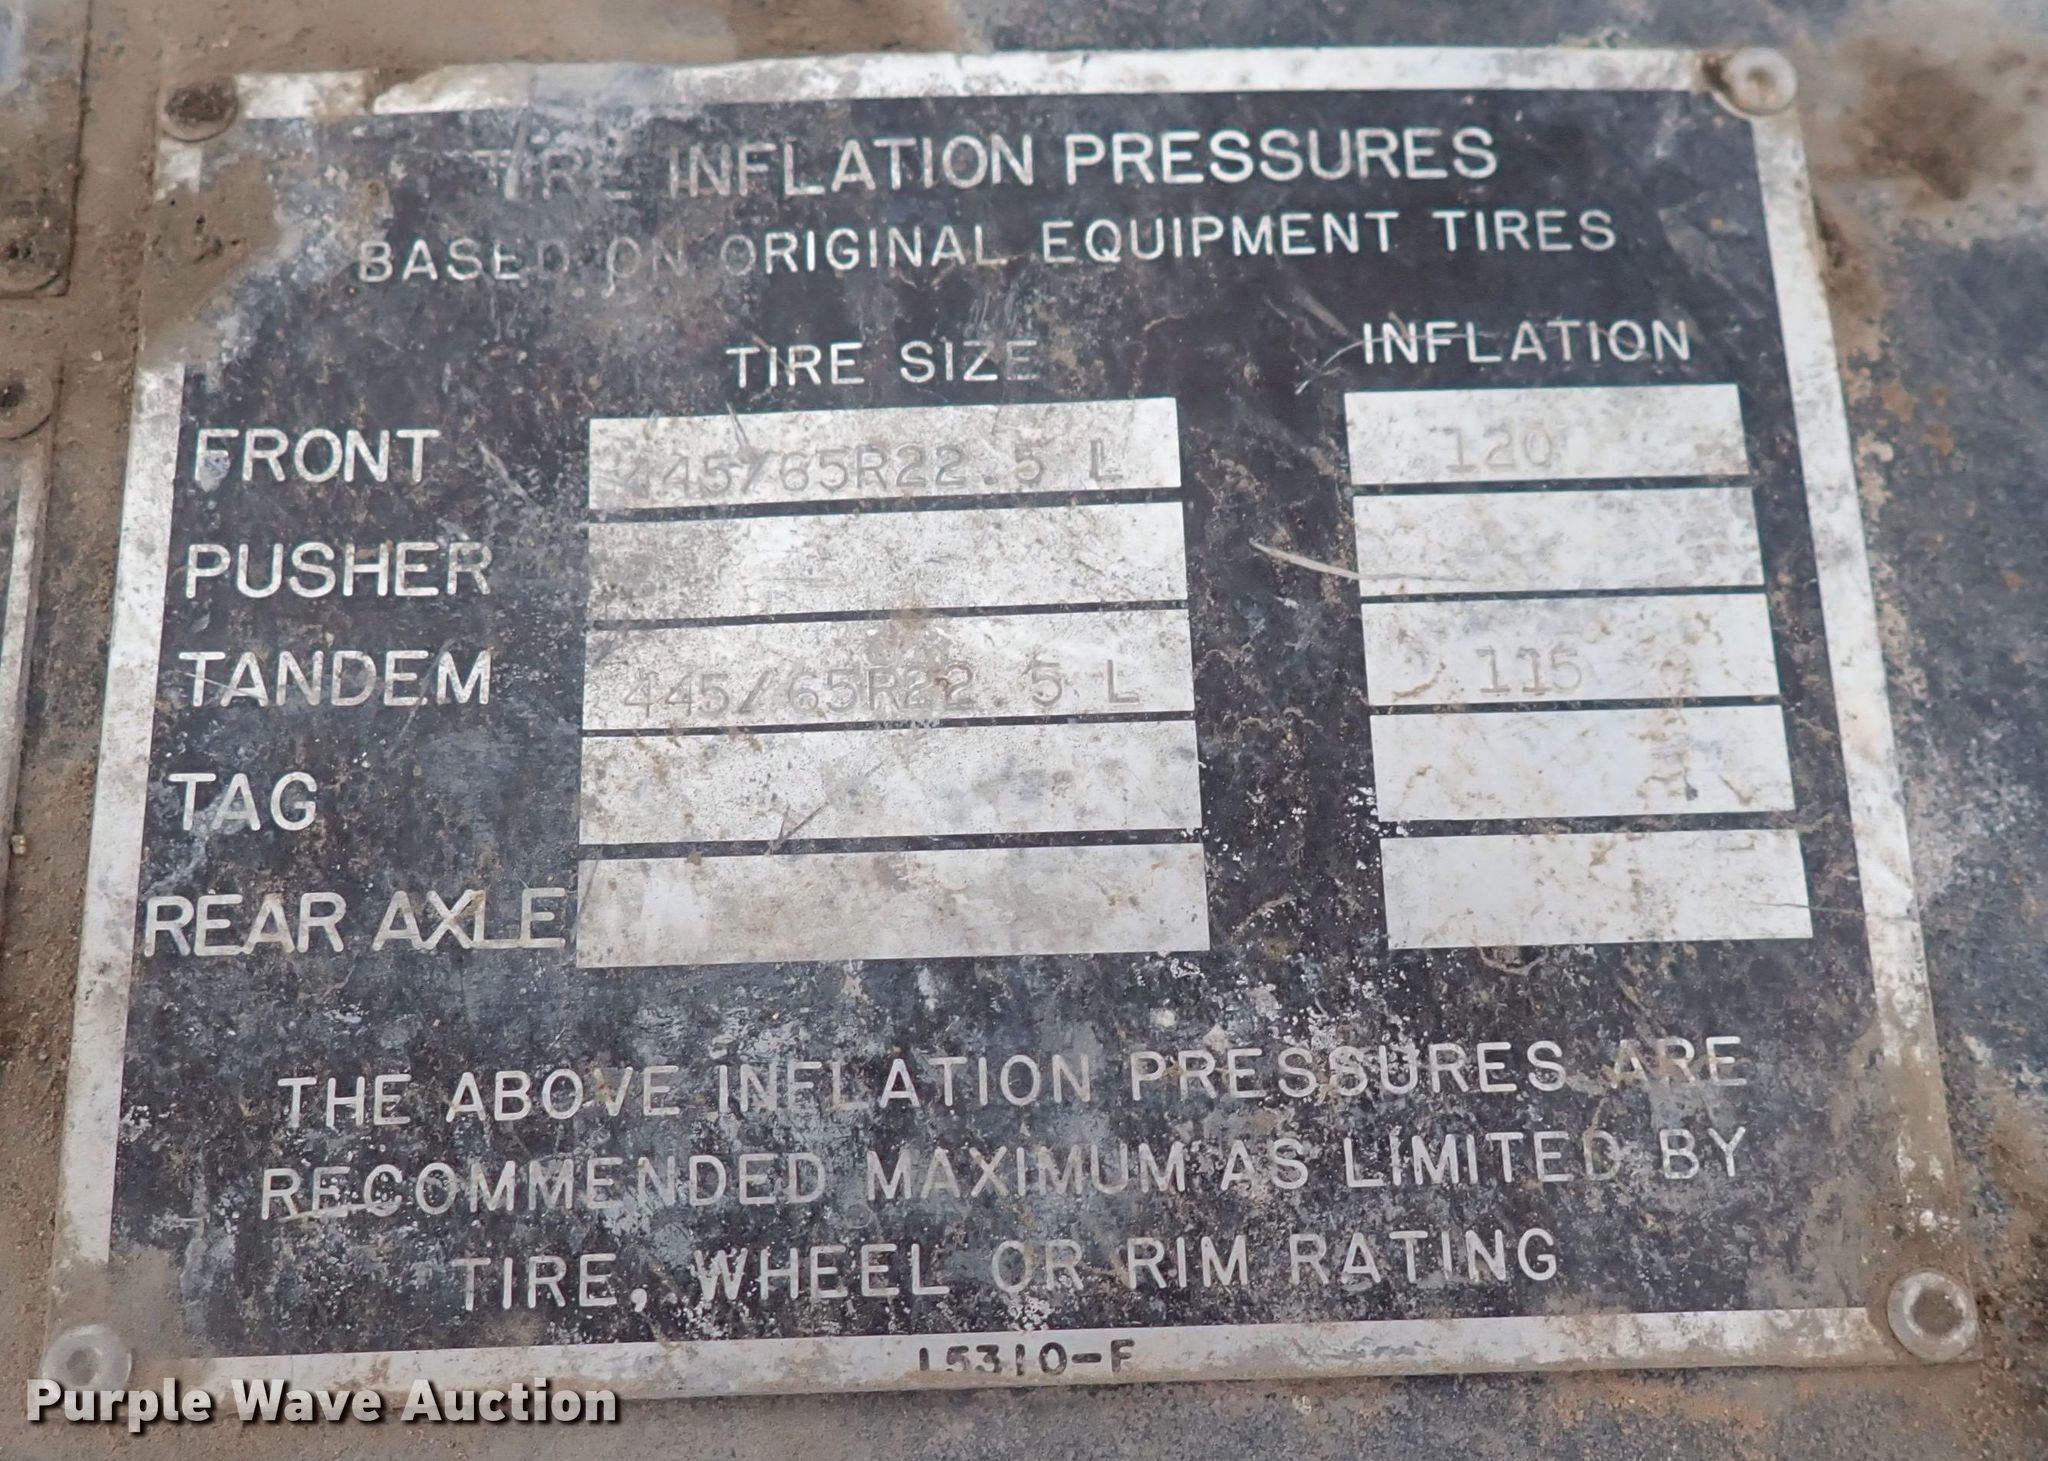 TIRE INFLATION PRESSURES
BASED ON ORIGINAL EQUIPMENT TIRES
TIRE SIZE INFLATION
FRONT 445/65R22.5 L 120
PUSHER
TANDEM 445/65R22.5 L 115
TAG
REAR AXLE
THE ABOVE INFLATION PRESSURES ARE
RECOMMENDED MAXIMUM AS LIMITED BY
TIRE, WHEEL OR RIM RATING
L5310-F
Purple Wave Auction